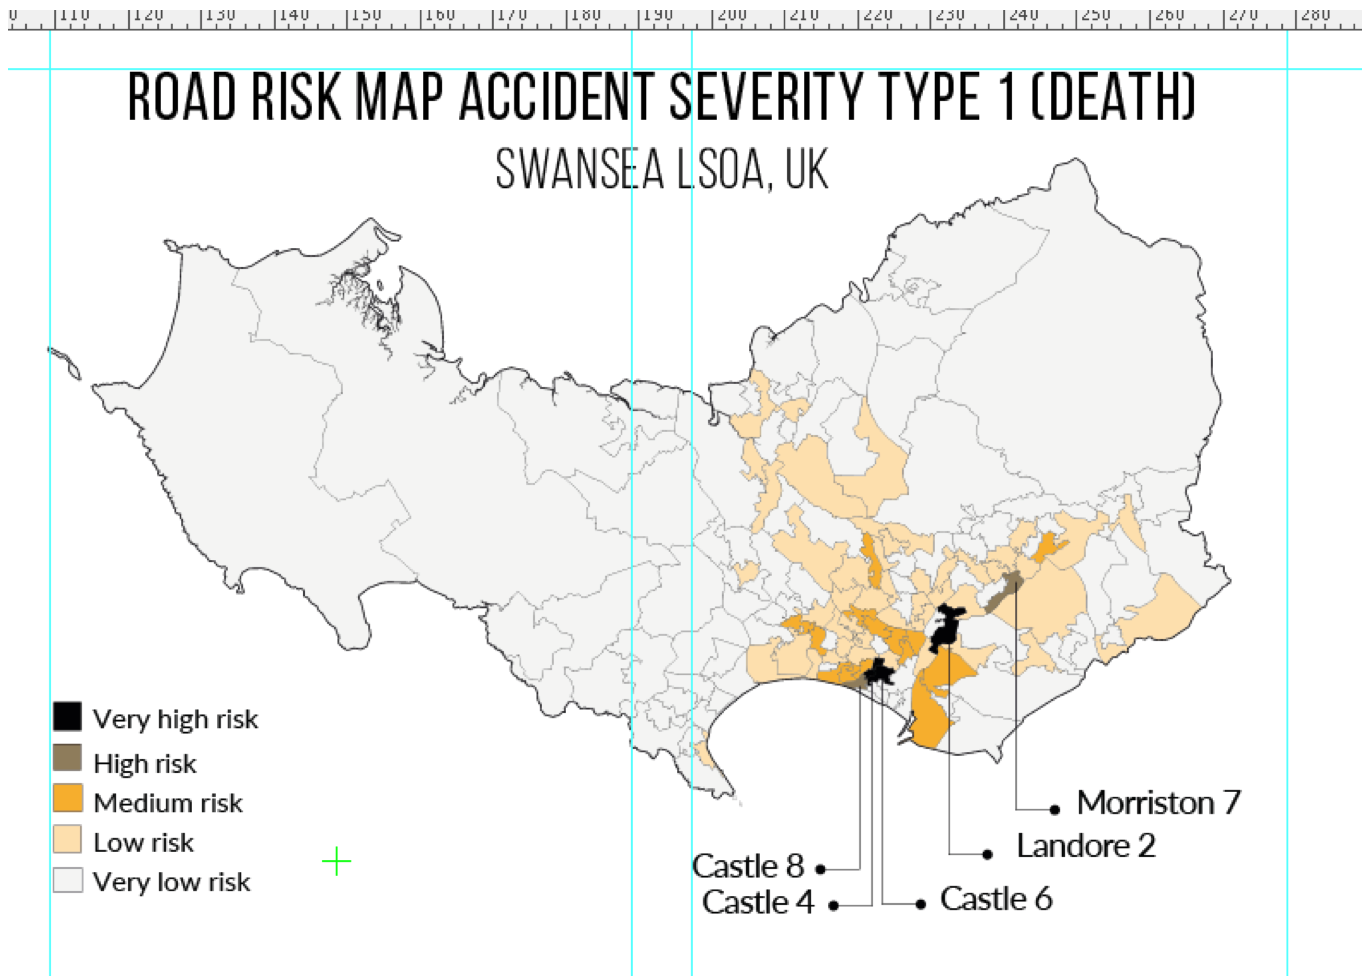 0 110 120 130 140 150 160 170 180 190 200 210 220 230 240 250 260 270 280
ROAD RISK MAP ACCIDENT SEVERITY TYPE 1 (DEATH)
SWANSEA LSOA, UK
Very high risk
High risk
Medium risk
Low risk
Very low risk
Morriston 7
Landore 2
Castle 8
Castle 6
Castle 4